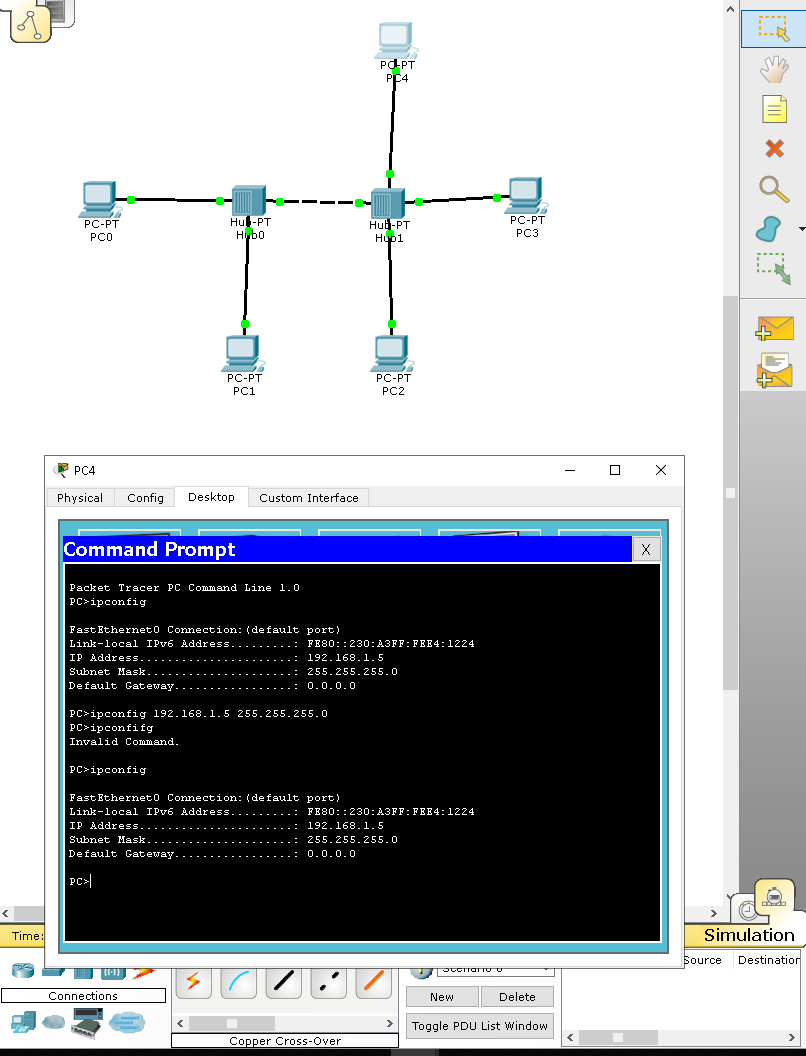 PC-PT
PC4
PC-PT
PC0
Hub-PT
Hub0
Hub-PT
Hub1
PC-PT
PC3
PC-PT
PC1
PC-PT
PC2
PC4
Physical
Config
Desktop
Custom Interface
Command Prompt
X
Packet Tracer PC Command Line 1.0
PC>ipconfig
FastEthernet0 Connection:(default port)
Link-local IPv6 Address.........: FE80::230:A3FF:FEE4:1224
IP Address......................: 192.168.1.5
Subnet Mask.....................: 255.255.255.0
Default Gateway.................: 0.0.0.0
PC>ipconfig 192.168.1.5 255.255.255.0
PC>ipconfifg
Invalid Command.
PC>ipconfig
FastEthernet0 Connection:(default port)
Link-local IPv6 Address.........: FE80::230:A3FF:FEE4:1224
IP Address......................: 192.168.1.5
Subnet Mask.....................: 255.255.255.0
Default Gateway.................: 0.0.0.0
PC>
Time:
Simulation
Scenario 0
Source
Destination
Connections
New
Delete
Toggle PDU List Window
Copper Cross-Over